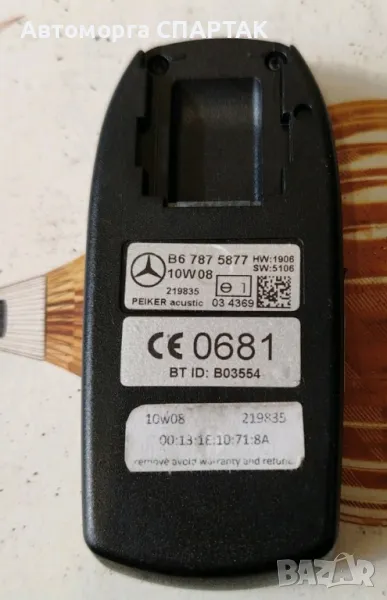 Автоморга СПАРТАК
B6 787 5877 HW:1906
10W08 SW:5106
219835 1
PEIKER acustic 03 4369
CE 0681
BT ID: B03554
10w08 219835
00:13:1E:10:71:8A
remove avoid warranty and refund
BAZAR